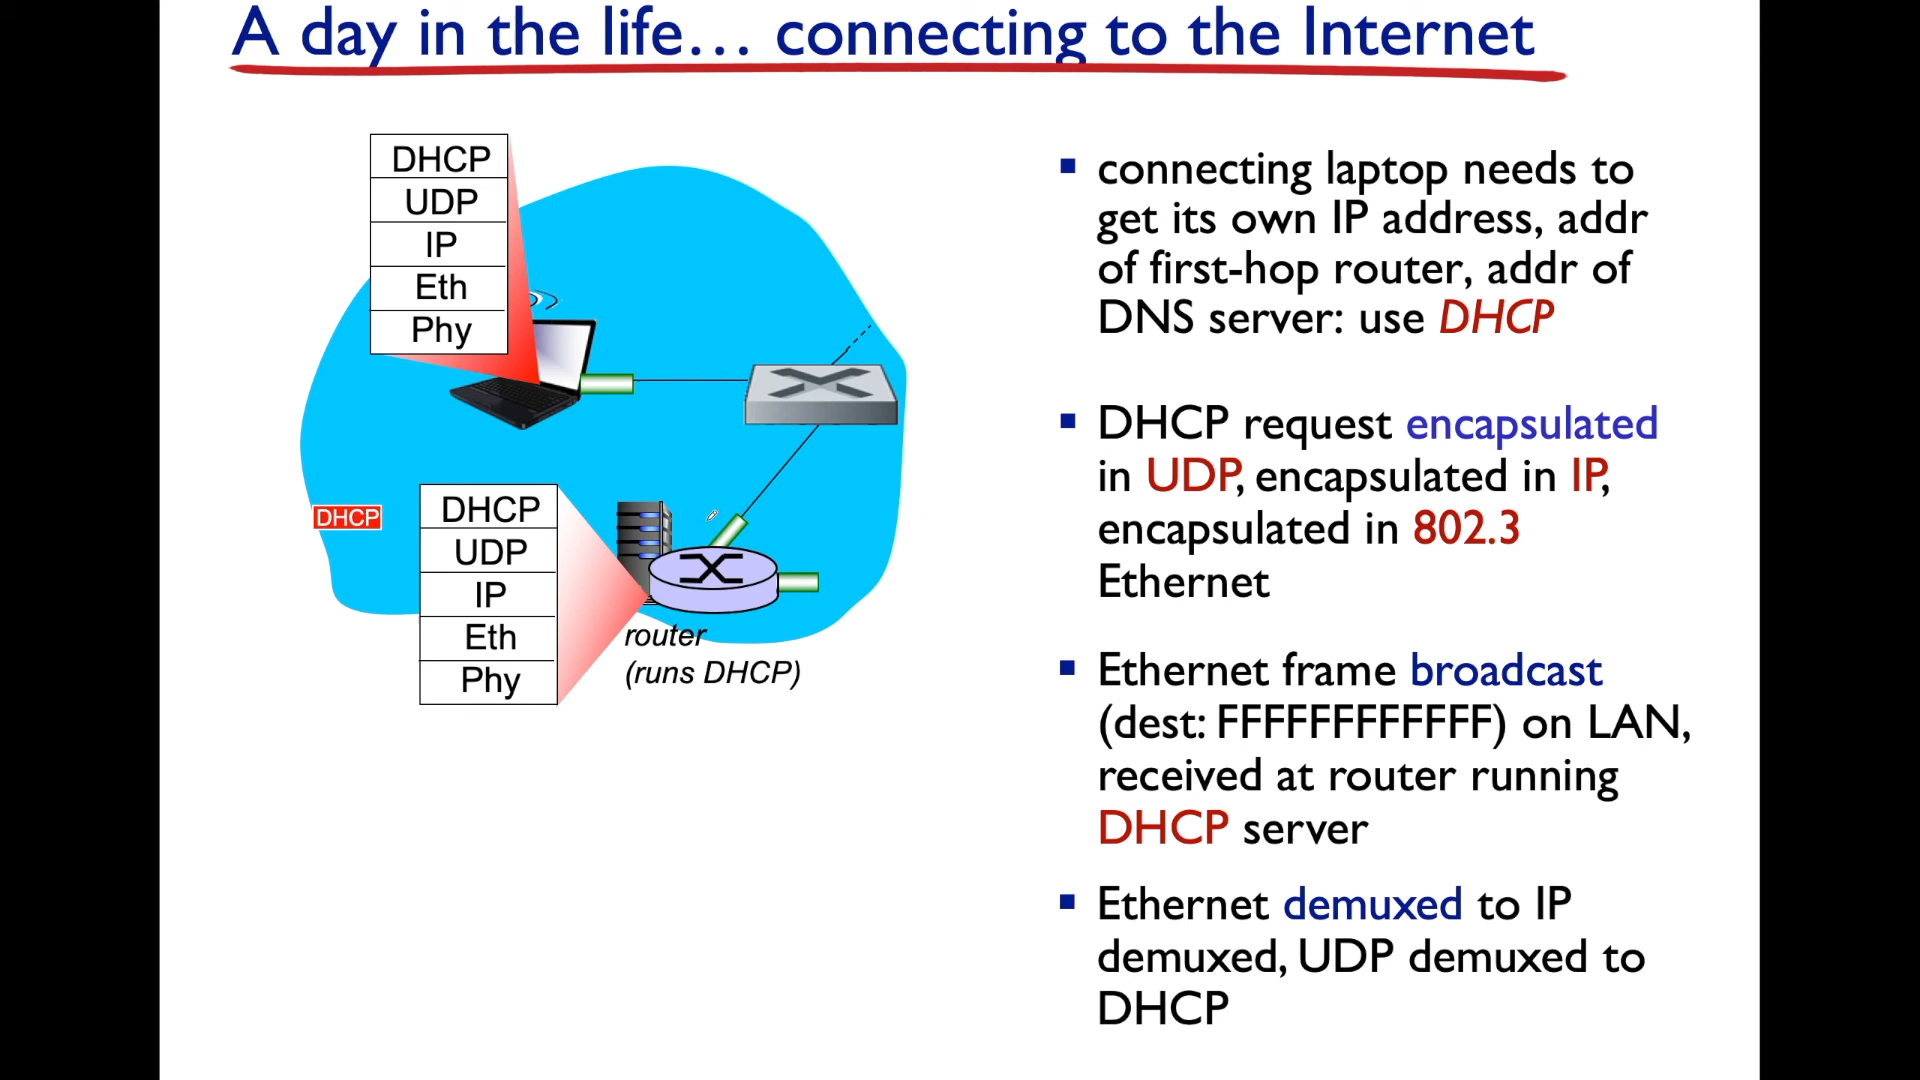 A day in the life… connecting to the Internet
DHCP
UDP
IP
Eth
Phy
DHCP
DHCP
UDP
IP
Eth
Phy
router
(runs DHCP)
▪ connecting laptop needs to
get its own IP address, addr
of first-hop router, addr of
DNS server: use DHCP
▪ DHCP request encapsulated
in UDP, encapsulated in IP,
encapsulated in 802.3
Ethernet
▪ Ethernet frame broadcast
(dest: FFFFFFFFFFFF) on LAN,
received at router running
DHCP server
▪ Ethernet demuxed to IP
demuxed, UDP demuxed to
DHCP